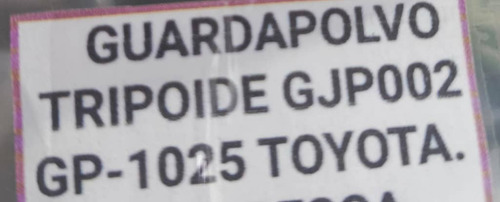 GUARDAPOLVO
TRIPOIDE GJP002
GP-1025 TOYOTA.